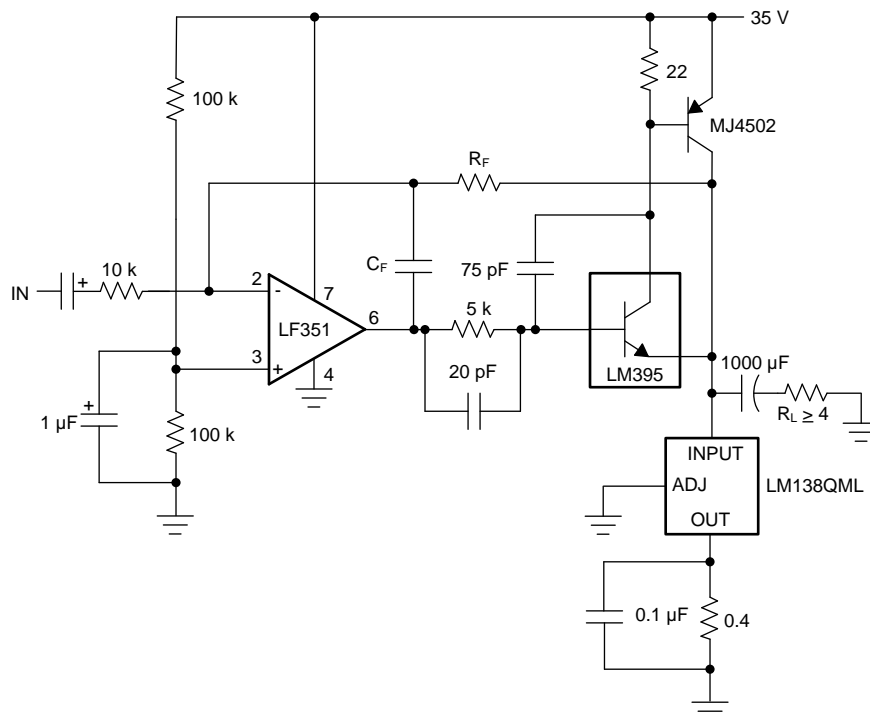 35 V
100 k
22
MJ4502
R_F
C_F
75 pF
IN
+
10 k
2
-
7
LF351
6
5 k
3
+
4
20 pF
LM395
1000 µF
R_L ≥ 4
+
1 µF
100 k
INPUT
ADJ
LM138QML
OUT
0.1 µF
0.4